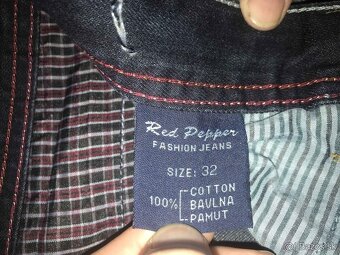 Red Pepper
FASHION JEANS
SIZE: 32
COTTON
100% BAVLNA
PAMUT